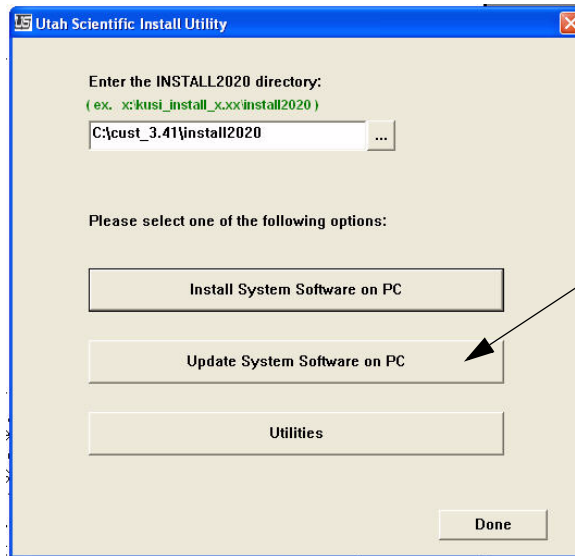 US Utah Scientific Install Utility
Enter the INSTALL2020 directory:
( ex. x:\kusi_install_x.xx\install2020 )
C:\cust_3.41\install2020 ...
Please select one of the following options:
Install System Software on PC
Update System Software on PC
Utilities
Done